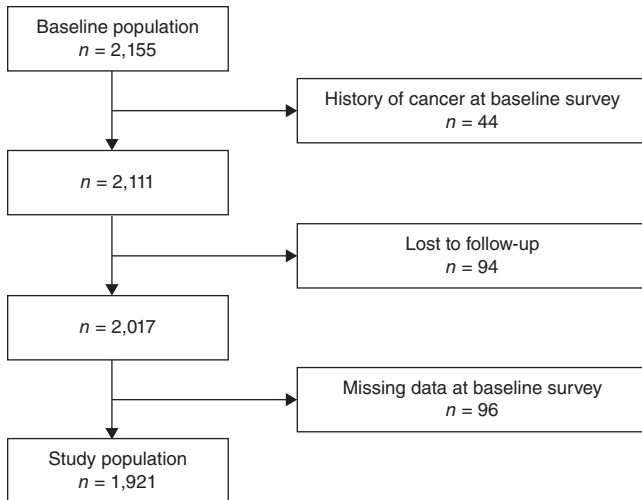 Baseline population
n = 2,155
History of cancer at baseline survey
n = 44
n = 2,111
Lost to follow-up
n = 94
n = 2,017
Missing data at baseline survey
n = 96
Study population
n = 1,921